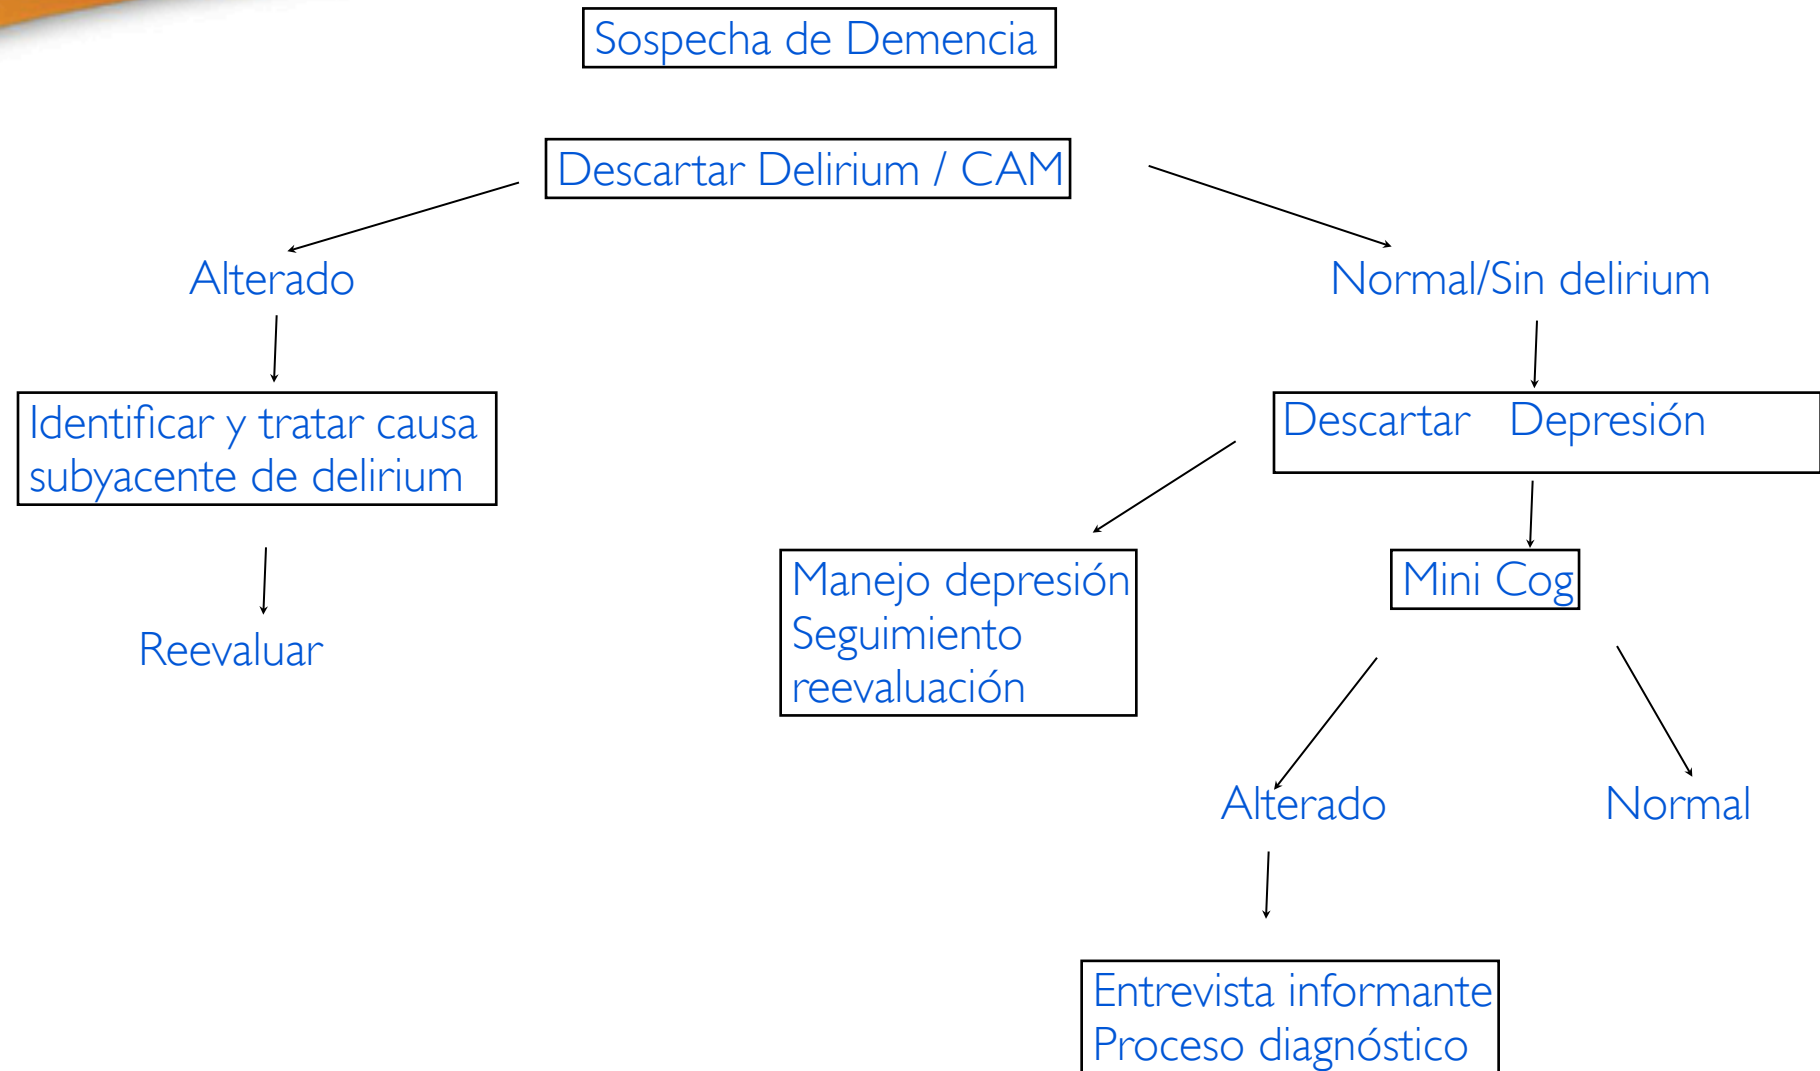 Sospecha de Demencia
Descartar Delirium / CAM
Alterado
Normal/Sin delirium
Identificar y tratar causa
subyacente de delirium
Descartar Depresión
Manejo depresión
Seguimiento
reevaluación
Mini Cog
Reevaluar
Alterado
Normal
Entrevista informante
Proceso diagnóstico